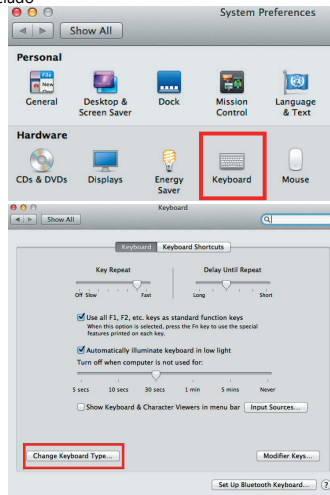 System Preferences
Show All
Personal
General
Desktop & Screen Saver
Dock
Mission Control
Language & Text
Hardware
CDs & DVDs
Displays
Energy Saver
Keyboard
Mouse
Keyboard
Show All
Keyboard Keyboard Shortcuts
Key Repeat Delay Until Repeat
Off Slow Fast Long Short
Use all F1, F2, etc. keys as standard function keys
When this option is selected, press the Fn key to use the special
features printed on each key.
Automatically illuminate keyboard in low light
Turn off when computer is not used for:
5 secs 10 secs 30 secs 1 min 5 mins Never
Show Keyboard & Character Viewers in menu bar Input Sources...
Change Keyboard Type... Modifier Keys...
Set Up Bluetooth Keyboard... ?